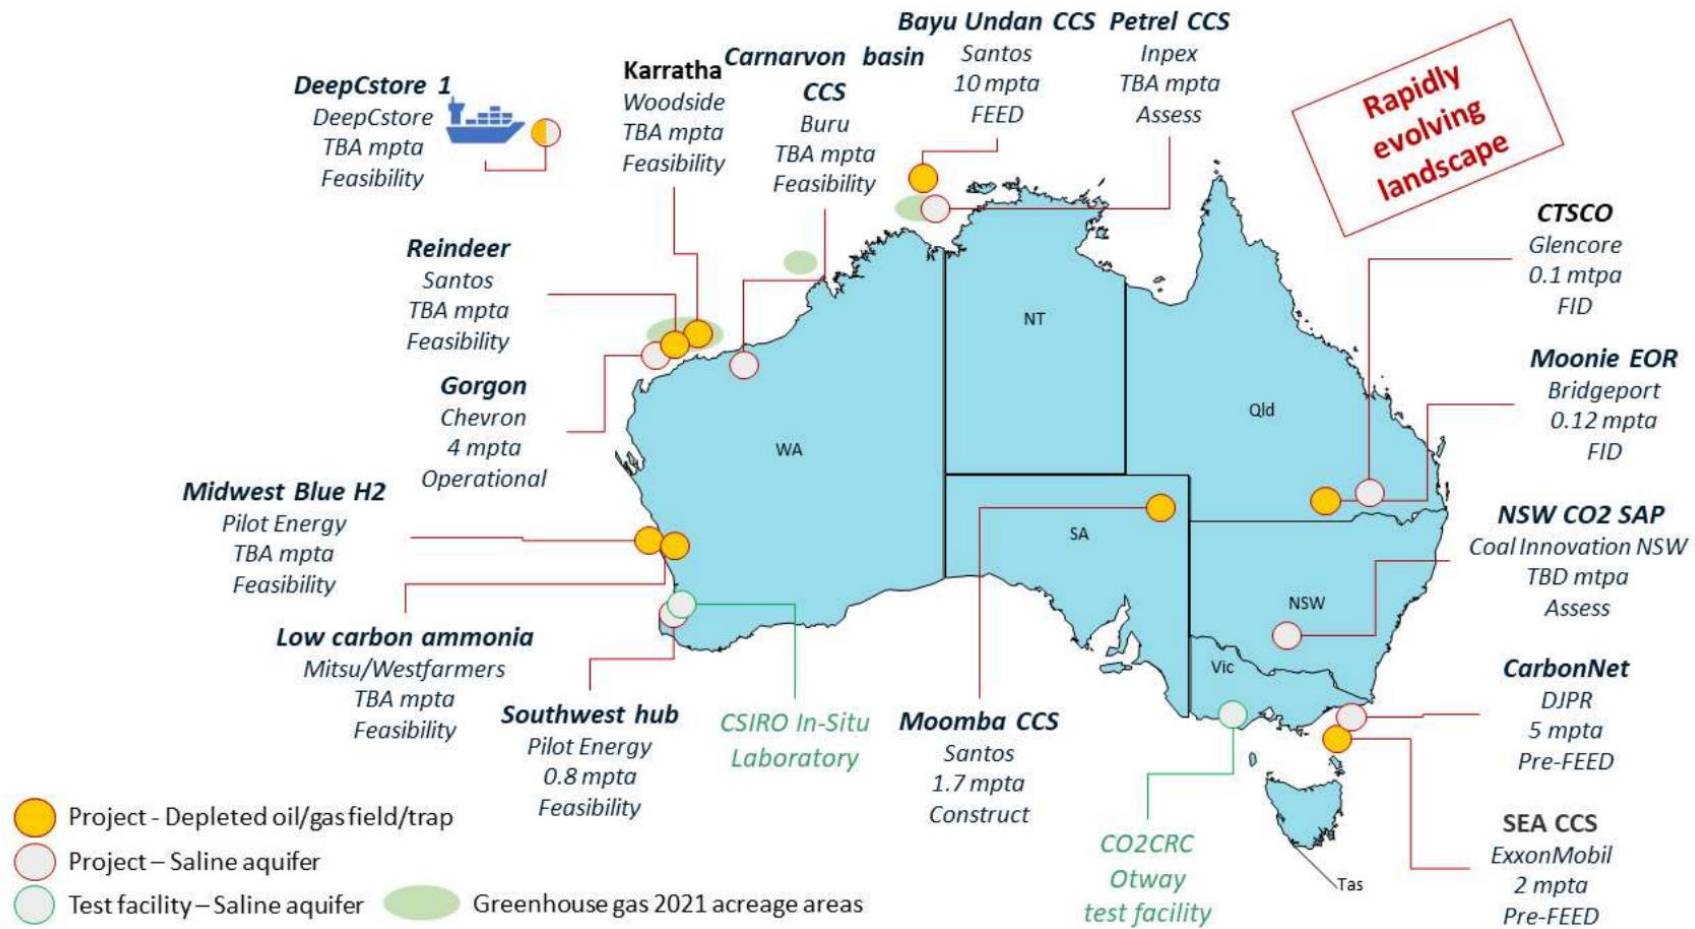 DeepCstore 1
DeepCstore
TBA mpta
Feasibility
Karratha
Woodside
TBA mpta
Feasibility
Carnarvon basin
CCS
Buru
TBA mpta
Feasibility
Bayu Undan CCS
Santos
10 mpta
FEED
Petrel CCS
Inpex
TBA mpta
Assess
Rapidly
evolving
landscape
Reindeer
Santos
TBA mpta
Feasibility
Gorgon
Chevron
4 mpta
Operational
Midwest Blue H2
Pilot Energy
TBA mpta
Feasibility
Low carbon ammonia
Mitsu/Westfarmers
TBA mpta
Feasibility
Southwest hub
Pilot Energy
0.8 mpta
Feasibility
CSIRO In-Situ
Laboratory
Moomba CCS
Santos
1.7 mpta
Construct
CO2CRC
Otway
test facility
CTSCO
Glencore
0.1 mtpa
FID
Moonie EOR
Bridgeport
0.12 mpta
FID
NSW CO2 SAP
Coal Innovation NSW
TBD mtpa
Assess
CarbonNet
DJPR
5 mpta
Pre-FEED
SEA CCS
ExxonMobil
2 mpta
Pre-FEED
WA
NT
SA
Qld
NSW
Vic
Tas
Project - Depleted oil/gas field/trap
Project – Saline aquifer
Test facility – Saline aquifer
Greenhouse gas 2021 acreage areas